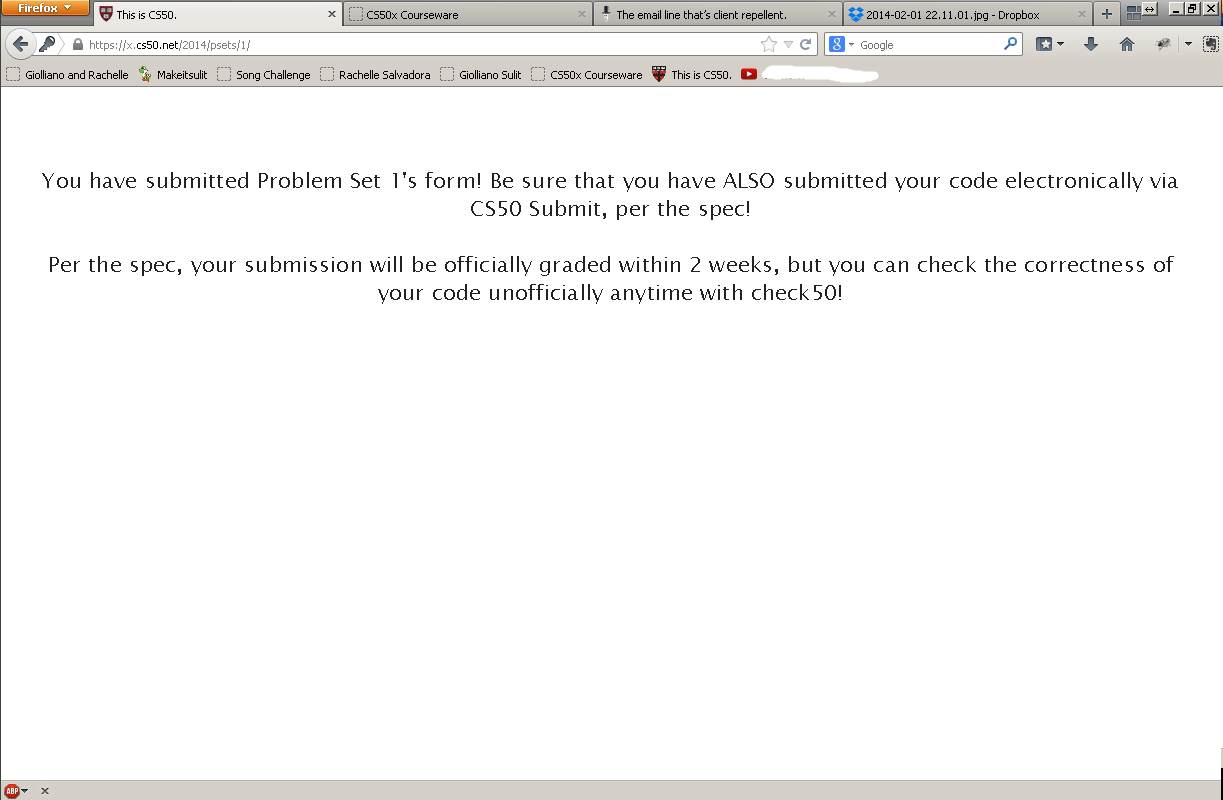 Firefox
This is CS50.
CS50x Courseware
The email line that's client repellent.
2014-02-01 22.11.01.jpg - Dropbox
https://x.cs50.net/2014/psets/1/
Google
Giolliano and Rachelle
Makeitsulit
Song Challenge
Rachelle Salvadora
Giolliano Sulit
CS50x Courseware
This is CS50.
You have submitted Problem Set 1's form! Be sure that you have ALSO submitted your code electronically via
CS50 Submit, per the spec!
Per the spec, your submission will be officially graded within 2 weeks, but you can check the correctness of
your code unofficially anytime with check50!
ABP